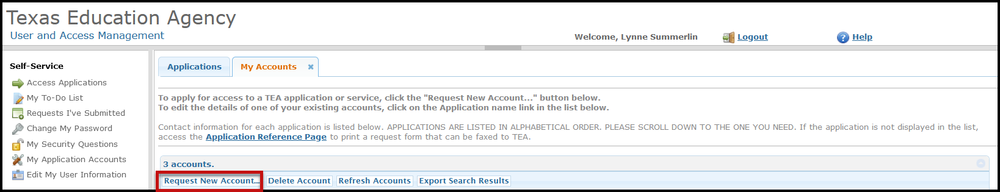 Texas Education Agency
User and Access Management
Welcome, Lynne Summerlin
Logout
Help
Self-Service
Access Applications
My To-Do List
Requests I've Submitted
Change My Password
My Security Questions
My Application Accounts
Edit My User Information
Applications
My Accounts
To apply for access to a TEA application or service, click the "Request New Account..." button below.
To edit the details of one of your existing accounts, click on the Application name link in the list below.
Contact information for each application is listed below. APPLICATIONS ARE LISTED IN ALPHABETICAL ORDER. PLEASE SCROLL DOWN TO THE ONE YOU NEED. If the application is not displayed in the list,
access the Application Reference Page to print a request form that can be faxed to TEA.
3 accounts.
Request New Account... Delete Account Refresh Accounts Export Search Results